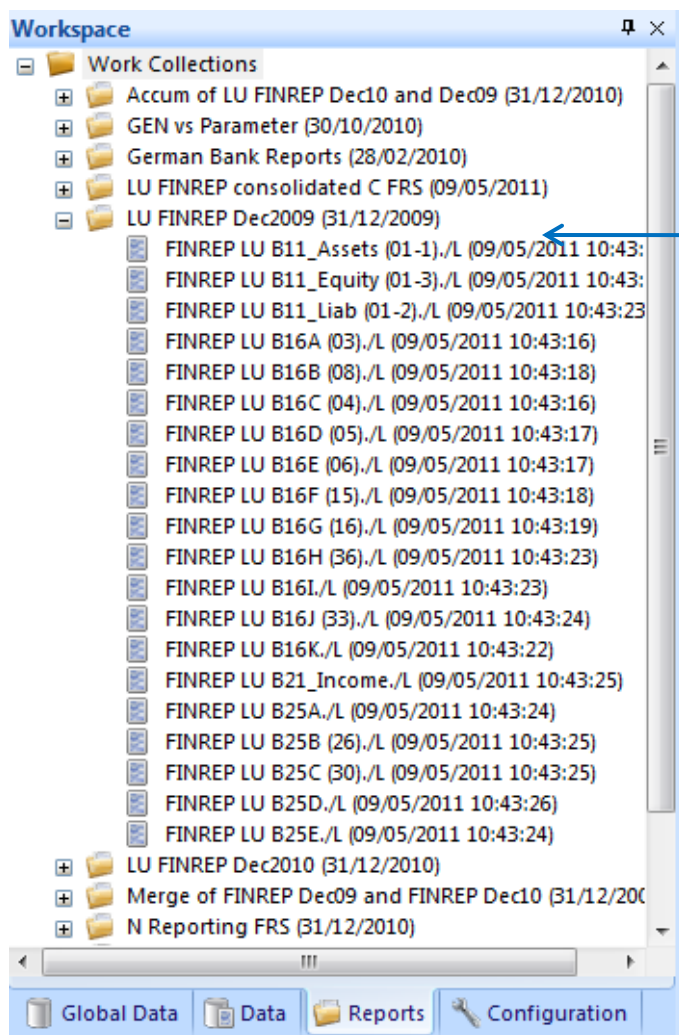 Workspace
Work Collections
Accum of LU FINREP Dec10 and Dec09 (31/12/2010)
GEN vs Parameter (30/10/2010)
German Bank Reports (28/02/2010)
LU FINREP consolidated C FRS (09/05/2011)
LU FINREP Dec2009 (31/12/2009)
FINREP LU B11_Assets (01-1)./L (09/05/2011 10:43:
FINREP LU B11_Equity (01-3)./L (09/05/2011 10:43:
FINREP LU B11_Liab (01-2)./L (09/05/2011 10:43:23
FINREP LU B16A (03)./L (09/05/2011 10:43:16)
FINREP LU B16B (08)./L (09/05/2011 10:43:18)
FINREP LU B16C (04)./L (09/05/2011 10:43:16)
FINREP LU B16D (05)./L (09/05/2011 10:43:17)
FINREP LU B16E (06)./L (09/05/2011 10:43:17)
FINREP LU B16F (15)./L (09/05/2011 10:43:18)
FINREP LU B16G (16)./L (09/05/2011 10:43:19)
FINREP LU B16H (36)./L (09/05/2011 10:43:23)
FINREP LU B16I./L (09/05/2011 10:43:23)
FINREP LU B16J (33)./L (09/05/2011 10:43:24)
FINREP LU B16K./L (09/05/2011 10:43:22)
FINREP LU B21_Income./L (09/05/2011 10:43:25)
FINREP LU B25A./L (09/05/2011 10:43:24)
FINREP LU B25B (26)./L (09/05/2011 10:43:25)
FINREP LU B25C (30)./L (09/05/2011 10:43:25)
FINREP LU B25D./L (09/05/2011 10:43:26)
FINREP LU B25E./L (09/05/2011 10:43:24)
LU FINREP Dec2010 (31/12/2010)
Merge of FINREP Dec09 and FINREP Dec10 (31/12/200
N Reporting FRS (31/12/2010)
Global Data Data Reports Configuration